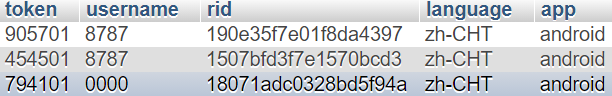 token username rid language app
905701 8787 190e35f7e01f8da4397 zh-CHT android
454501 8787 1507bfd3f7e1570bcd3 zh-CHT android
794101 0000 18071adc0328bd5f94a zh-CHT android